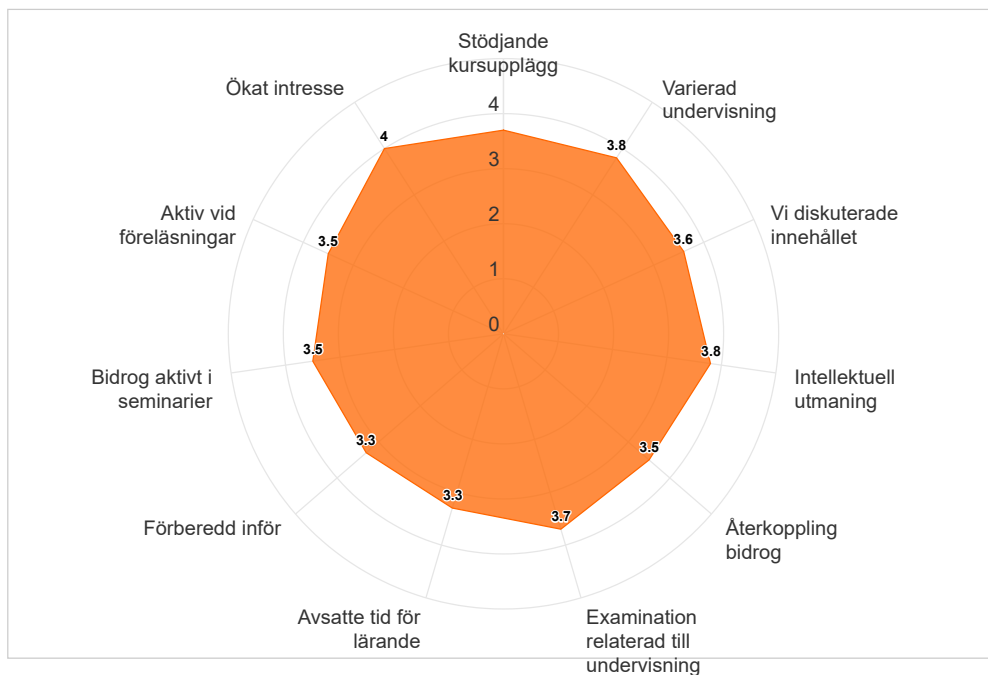 Stödjande
kursupplägg
Ökat intresse
Varierad
undervisning
4
4
3.8
3
Aktiv vid
föreläsningar
Vi diskuterade
innehållet
2
3.5
3.6
1
0
3.5
3.8
Bidrog aktivt i
seminarier
Intellektuell
utmaning
3.3
3.5
3.3
3.7
Förberedd inför
Återkoppling
bidrog
Avsatte tid för
lärande
Examination
relaterad till
undervisning